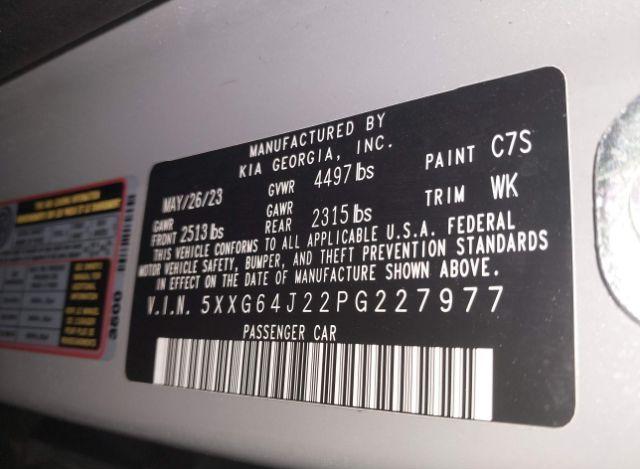 MANUFACTURED BY
KIA GEORGIA, INC.
MAY/26/23 GVWR 4497 lbs PAINT C7S
GAWR FRONT 2513 lbs GAWR REAR 2315 lbs TRIM WK
THIS VEHICLE CONFORMS TO ALL APPLICABLE U.S.A. FEDERAL
MOTOR VEHICLE SAFETY, BUMPER, AND THEFT PREVENTION STANDARDS
IN EFFECT ON THE DATE OF MANUFACTURE SHOWN ABOVE.
V.I.N. 5XXG64J22PG227977
PASSENGER CAR
3600